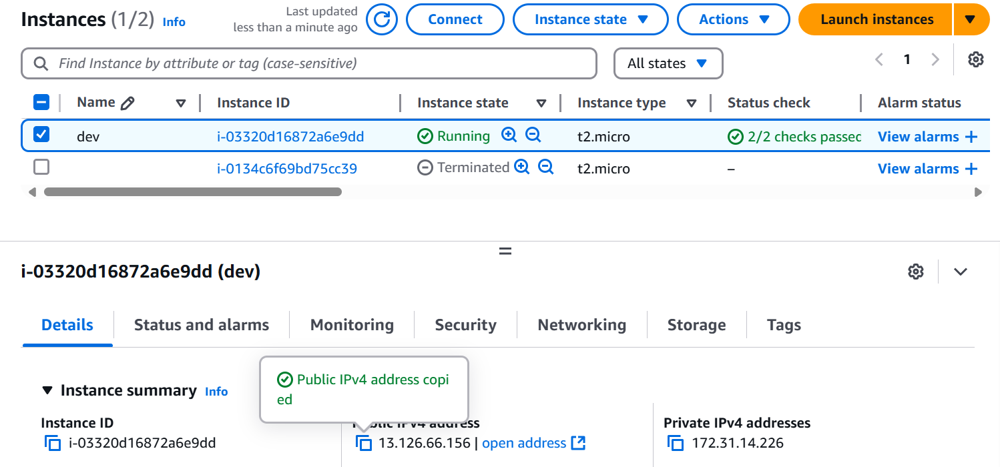 Instances (1/2) Info
Last updated
less than a minute ago
Connect
Instance state
Actions
Launch instances
Find Instance by attribute or tag (case-sensitive)
All states
1
Name Instance ID Instance state Instance type Status check Alarm status
dev i-03320d16872a6e9dd Running t2.micro 2/2 checks passed View alarms +
i-0134c6f69bd75cc39 Terminated t2.micro – View alarms +
i-03320d16872a6e9dd (dev)
Details Status and alarms Monitoring Security Networking Storage Tags
Public IPv4 address copi
ed
Instance summary Info
Instance ID Public IPv4 address Private IPv4 addresses
i-03320d16872a6e9dd 13.126.66.156 | open address 172.31.14.226